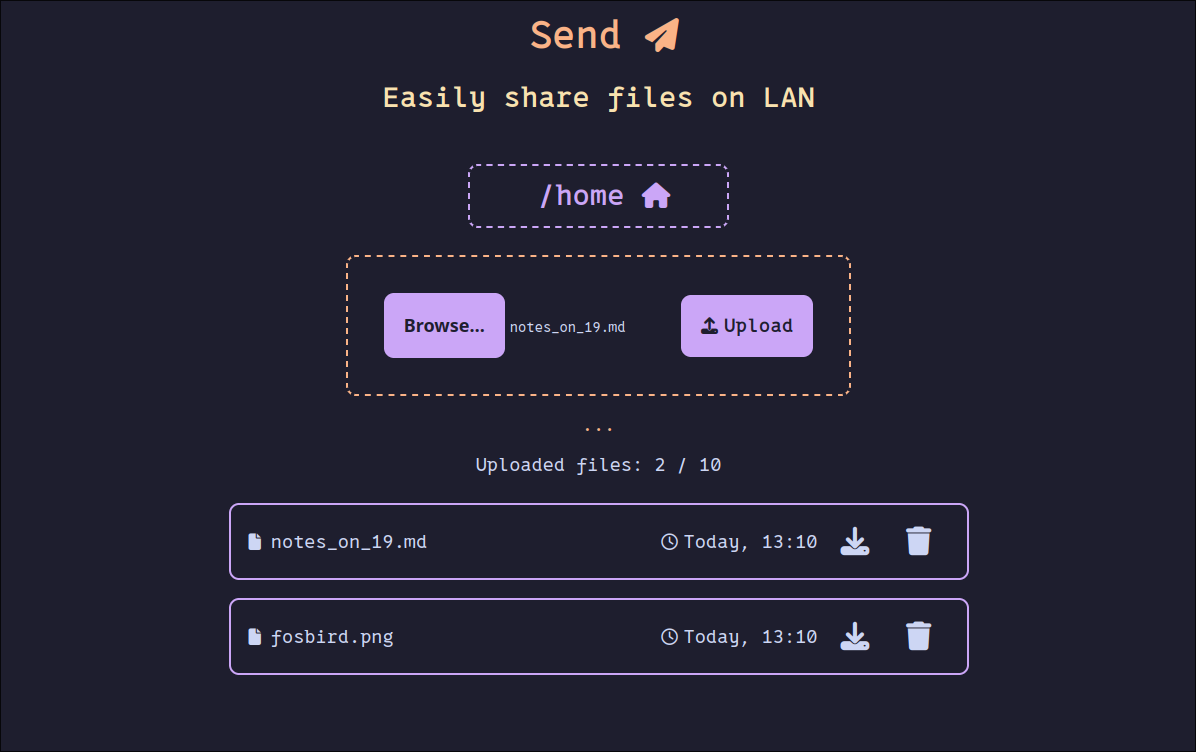 Send
Easily share files on LAN
/home
Browse... notes_on_19.md Upload
...
Uploaded files: 2 / 10
notes_on_19.md Today, 13:10
fosbird.png Today, 13:10